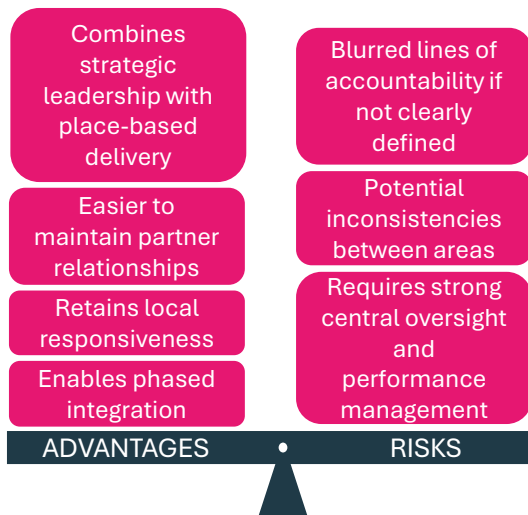 Combines
strategic
leadership with
place-based
delivery
Easier to
maintain partner
relationships
Retains local
responsiveness
Enables phased
integration
ADVANTAGES
Blurred lines of
accountability if
not clearly
defined
Potential
inconsistencies
between areas
Requires strong
central oversight
and
performance
management
RISKS